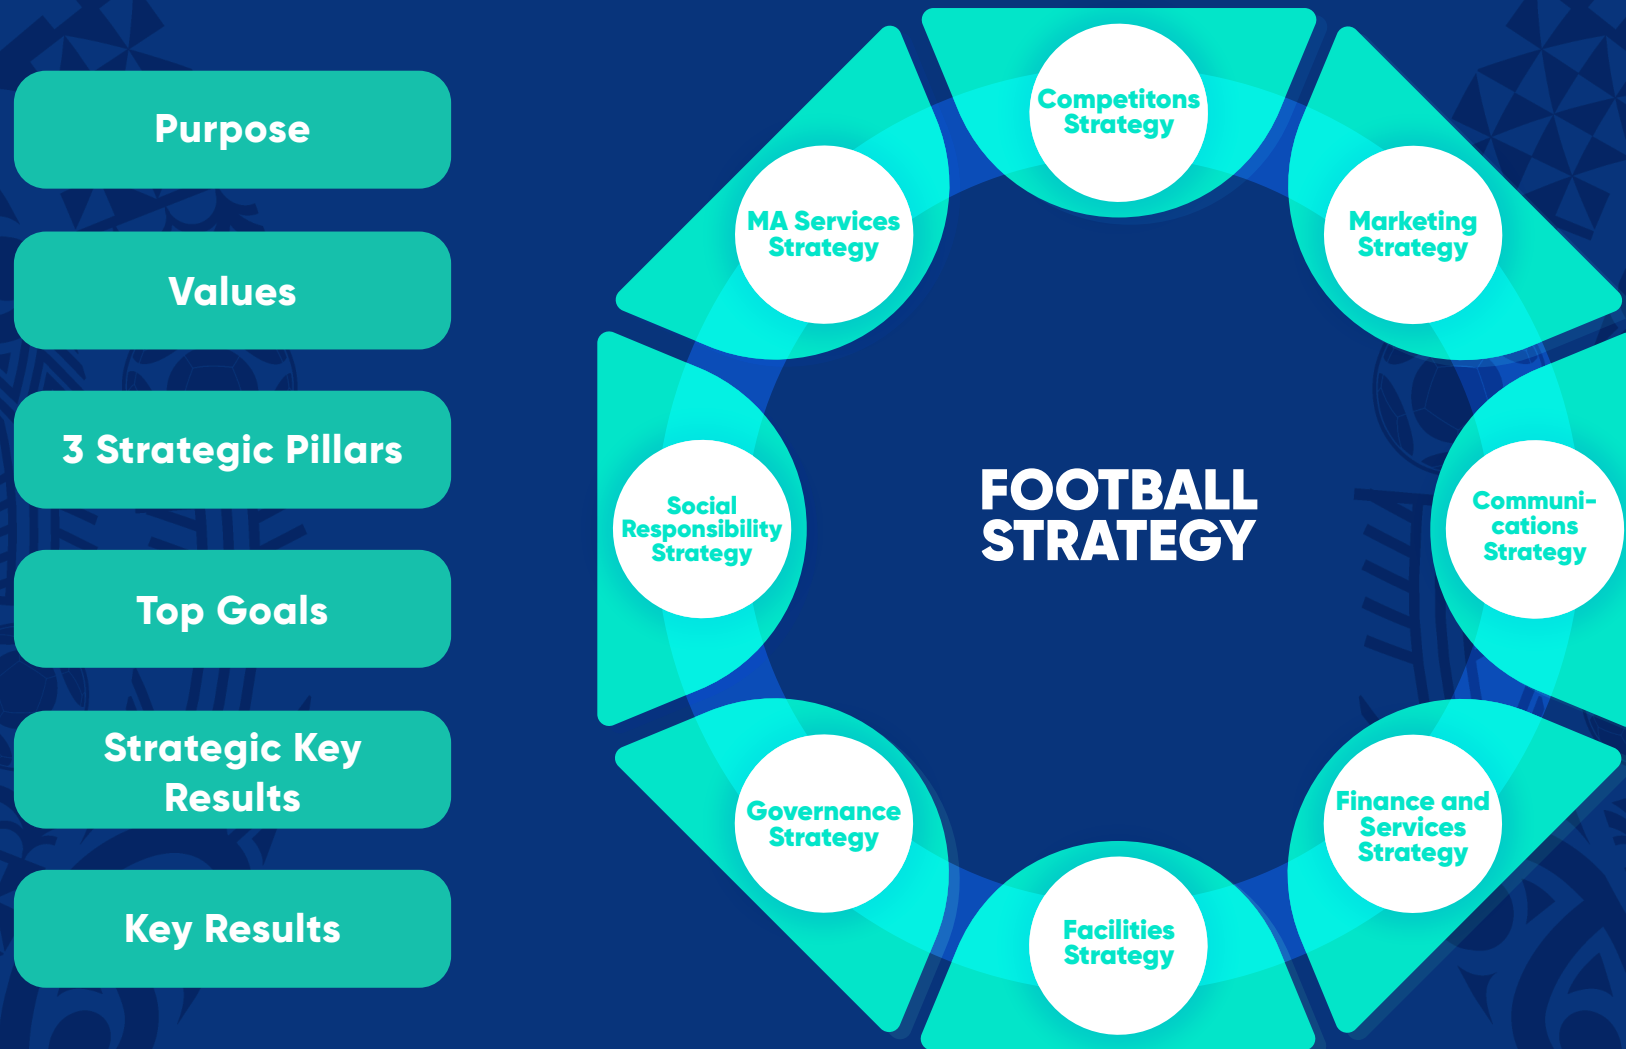 Purpose
Values
3 Strategic Pillars
Top Goals
Strategic Key
Results
Key Results
Competitons
Strategy
MA Services
Strategy
Marketing
Strategy
FOOTBALL
STRATEGY
Social
Responsibility
Strategy
Communi-
cations
Strategy
Governance
Strategy
Finance and
Services
Strategy
Facilities
Strategy